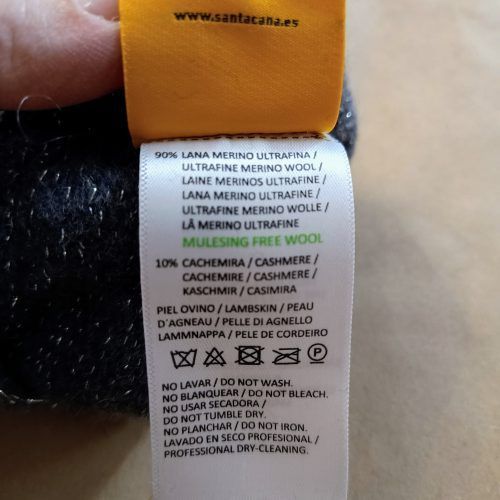 www.santacana.es
90% LANA MERINO ULTRAFINA /
ULTRAFINE MERINO WOOL /
LAINE MERINOS ULTRAFINE /
LANA MERINO ULTRAFINE /
ULTRAFINE MERINO WOLLE /
LÃ MERINO ULTRAFINE
MULESING FREE WOOL
10% CACHEMIRA / CASHMERE /
CACHEMIRE / CASHMERE /
KASCHMIR / CASIMIRA
PIEL OVINO / LAMBSKIN / PEAU
D´AGNEAU / PELLE DI AGNELLO
LAMMNAPPA / PELE DE CORDEIRO
P
NO LAVAR / DO NOT WASH.
NO BLANQUEAR / DO NOT BLEACH.
NO USAR SECADORA /
DO NOT TUMBLE DRY.
NO PLANCHAR / DO NOT IRON.
LAVADO EN SECO PROFESIONAL /
PROFESSIONAL DRY-CLEANING.